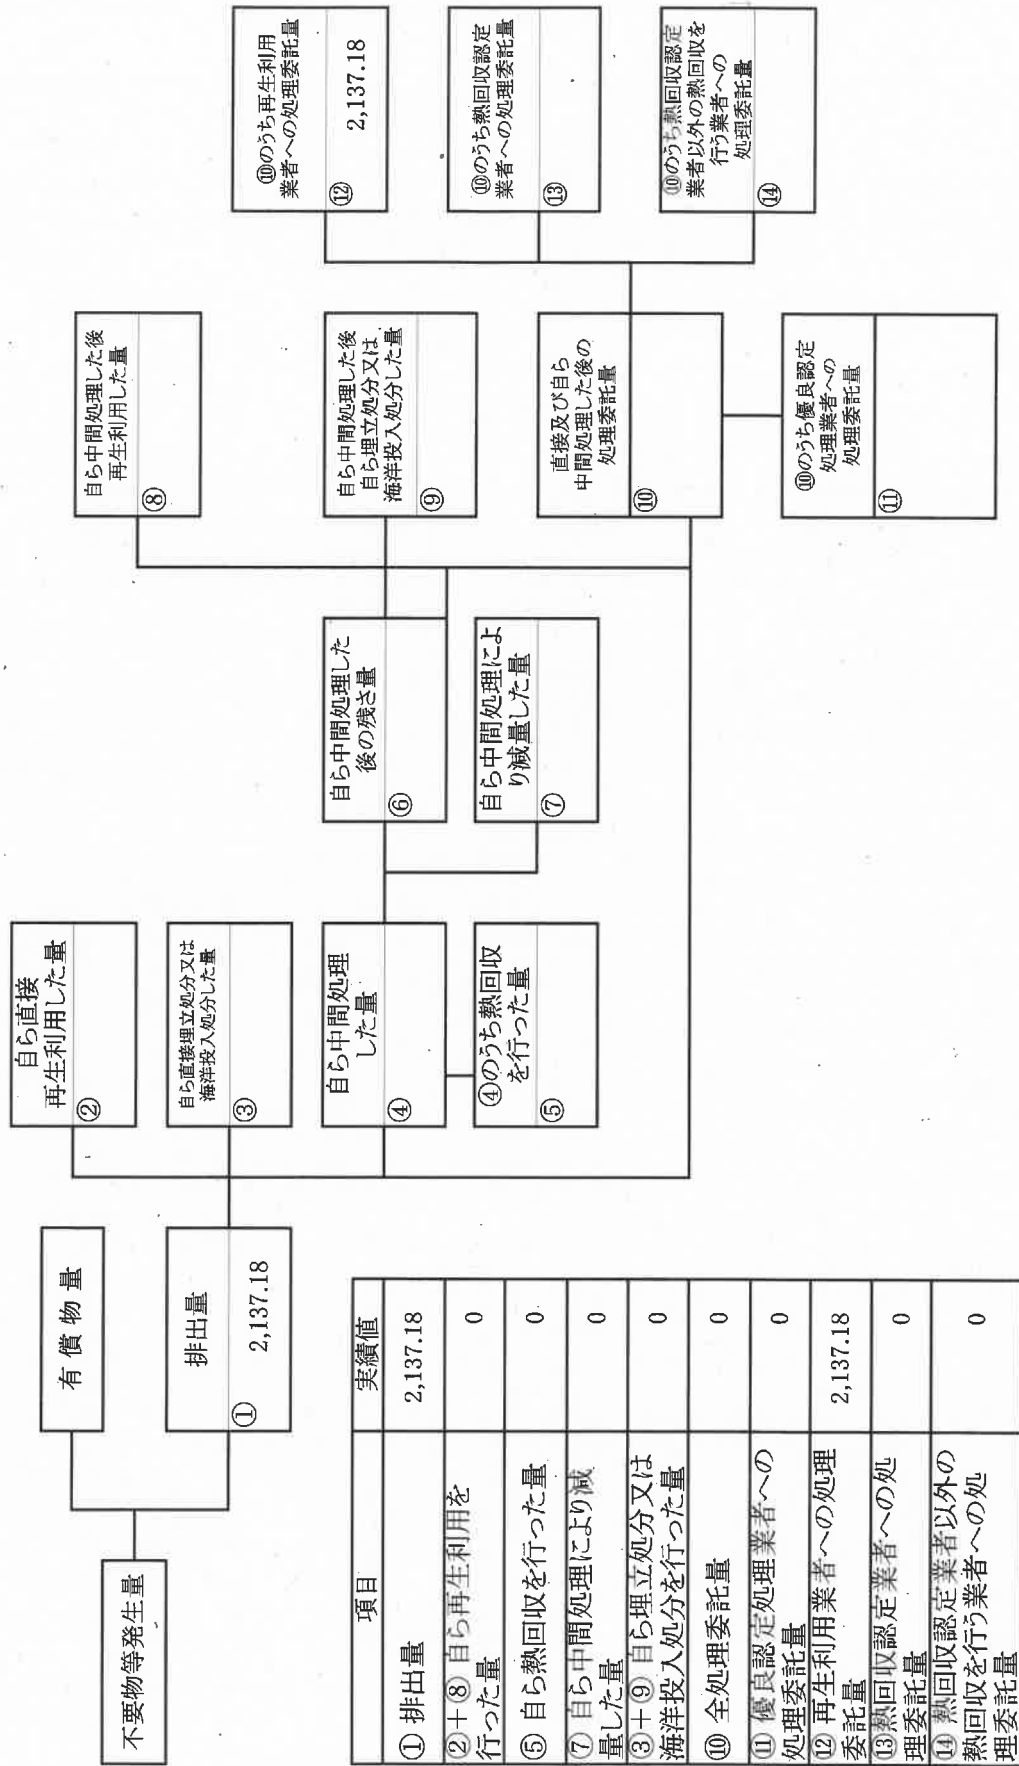 不要物等発生量
有償物量
排出量
①
2,137.18
自ら直接
再生利用した量
②
自ら直接埋立処分又は
海洋投入処分した量
③
自ら中間処理
した量
④
④のうち熱回収
を行った量
⑤
自ら中間処理した
後の残さ量
⑥
自ら中間処理によ
り減量した量
⑦
自ら中間処理した後
再生利用した量
⑧
自ら中間処理した後
自ら埋立処分又は
海洋投入処分した量
⑨
直接及び自ら
中間処理した後の
処理委託量
⑩
⑩のうち優良認定
処理業者への
処理委託量
⑪
⑩のうち再生利用
業者への処理委託量
⑫
2,137.18
⑩のうち熱回収認定
業者への処理委託量
⑬
⑩のうち熱回収認定
業者以外の熱回収を
行う業者への
処理委託量
⑭
項目 実績値
①排出量 2,137.18
②+⑧ 自ら再生利用を
行った量 0
⑤ 自ら熱回収を行った量 0
⑦ 自ら中間処理により減
量した量 0
③+⑨ 自ら埋立処分又は
海洋投入処分を行った量 0
⑩ 全処理委託量 0
⑪ 優良認定処理業者への
処理委託量 0
⑫ 再生利用業者への処理
委託量 2,137.18
⑬熱回収認定業者への処
理委託量 0
⑭ 熱回収認定業者以外の
熱回収を行う業者への処
理委託量 0